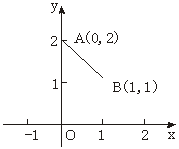 y
2 A(0,2)
1 B(1,1)
-1 O 1 2 x